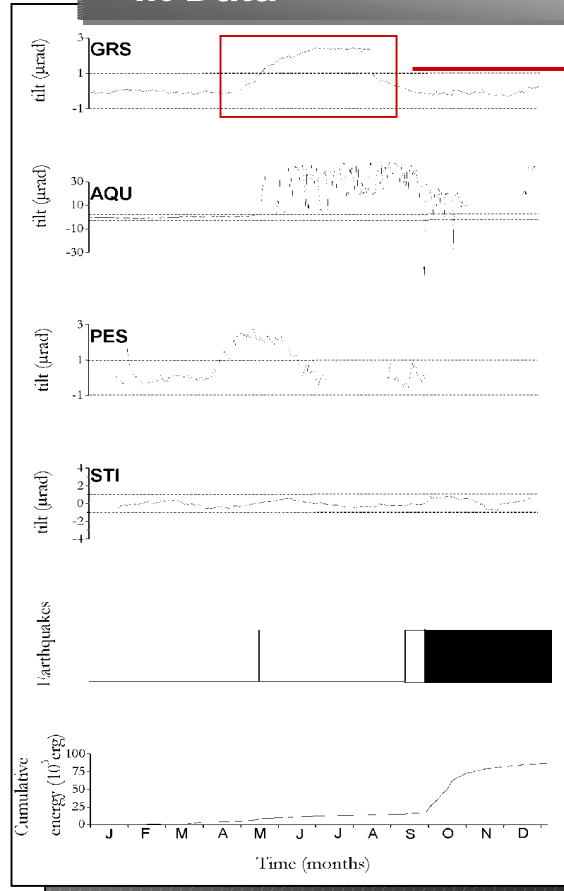 GRS
tilt (µrad)
3
1
-1
AQU
tilt (µrad)
30
10
-10
-30
PES
tilt (µrad)
3
1
-1
STI
tilt (µrad)
4
2
0
-2
-4
Earthquakes
Cumulative
energy (10³erg)
100
75
50
25
0
J F M A M J J A S O N D
Time (months)